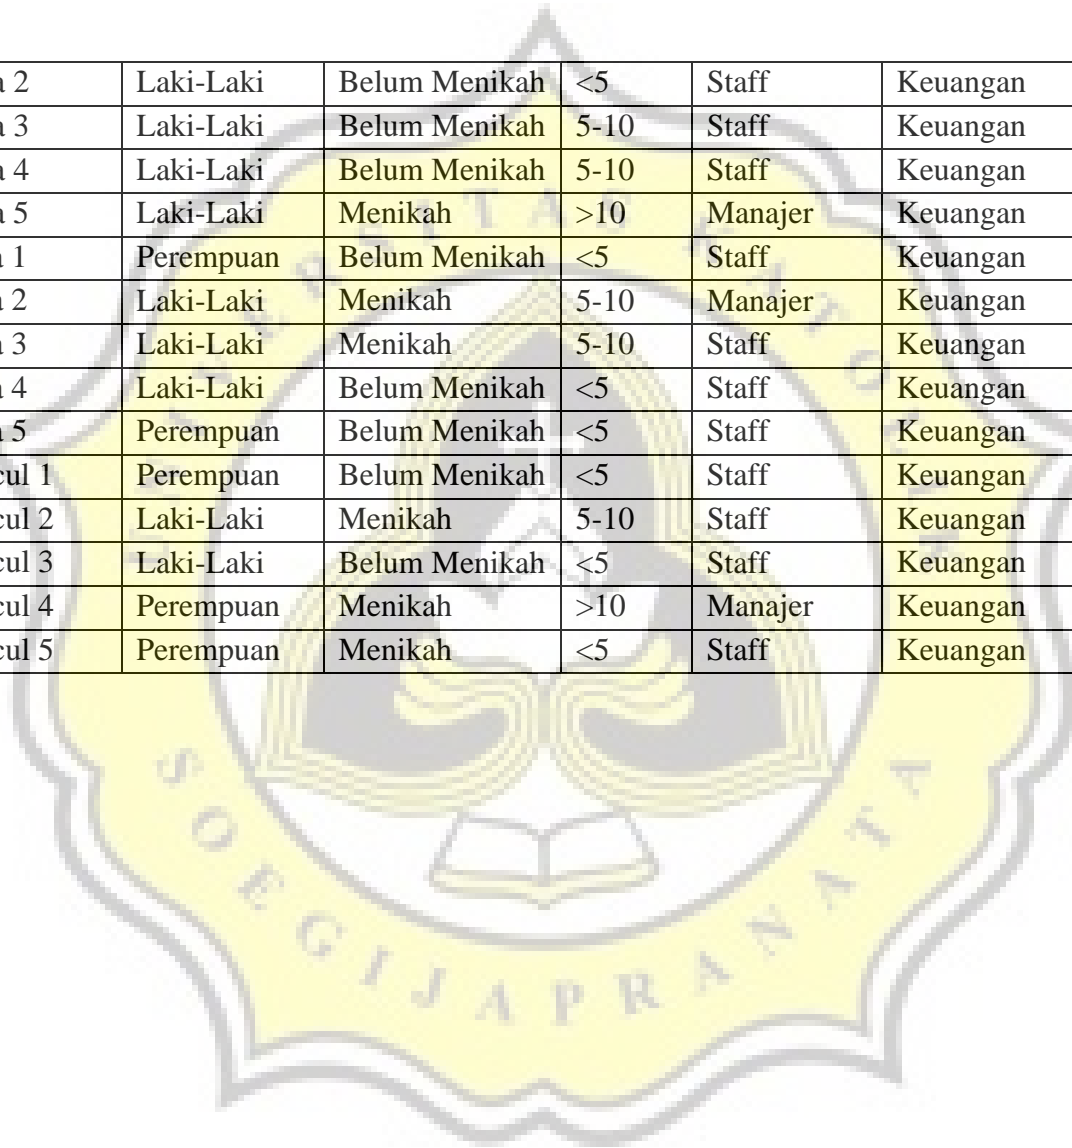 a 2 Laki-Laki Belum Menikah <5 Staff Keuangan
a 3 Laki-Laki Belum Menikah 5-10 Staff Keuangan
a 4 Laki-Laki Belum Menikah 5-10 Staff Keuangan
a 5 Laki-Laki Menikah >10 Manajer Keuangan
1 Perempuan Belum Menikah <5 Staff Keuangan
2 Laki-Laki Menikah 5-10 Manajer Keuangan
3 Laki-Laki Menikah 5-10 Staff Keuangan
4 Laki-Laki Belum Menikah <5 Staff Keuangan
5 Perempuan Belum Menikah <5 Staff Keuangan
cul 1 Perempuan Belum Menikah <5 Staff Keuangan
cul 2 Laki-Laki Menikah 5-10 Staff Keuangan
cul 3 Laki-Laki Belum Menikah <5 Staff Keuangan
cul 4 Perempuan Menikah >10 Manajer Keuangan
cul 5 Perempuan Menikah <5 Staff Keuangan
UNIVERSITAS KATOLIK
SOEGIJAPRANATA